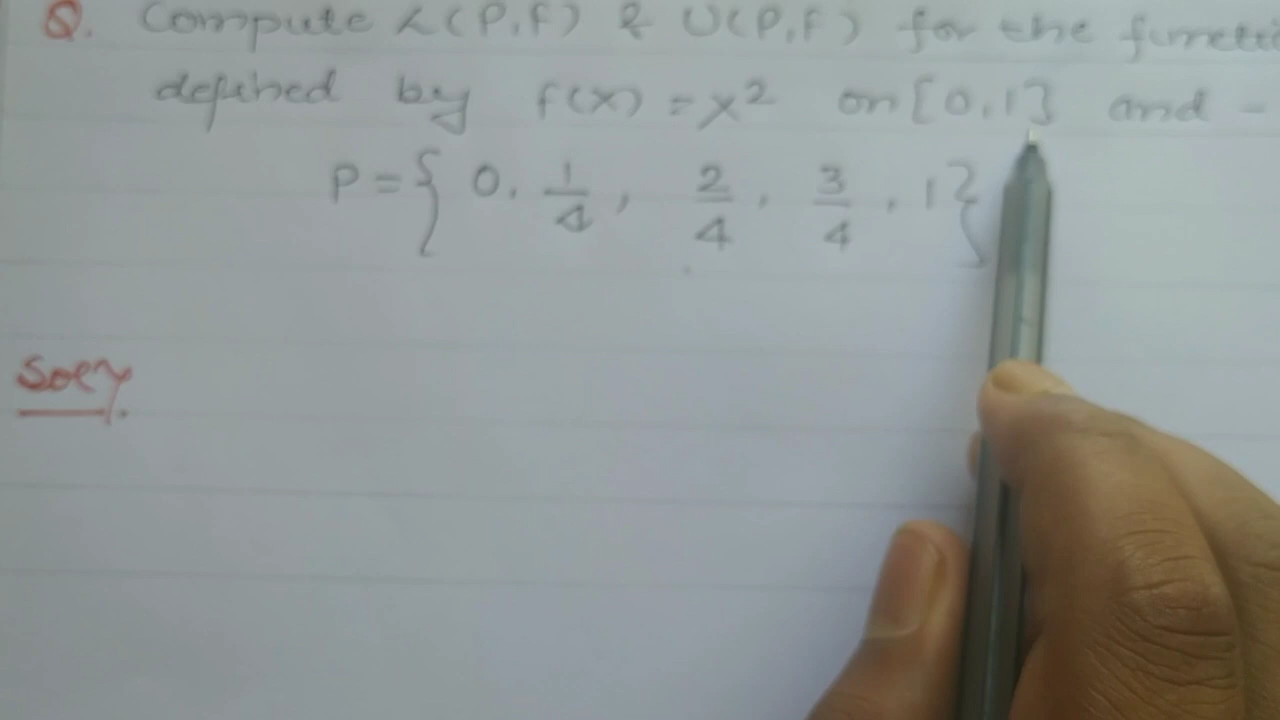 Q. Compute L(P,F) & U(P,F) for the functi
defined by f(x) = x² on [0,1] and -
P = { 0, 1/4, 2/4, 3/4, 1}
Soln.